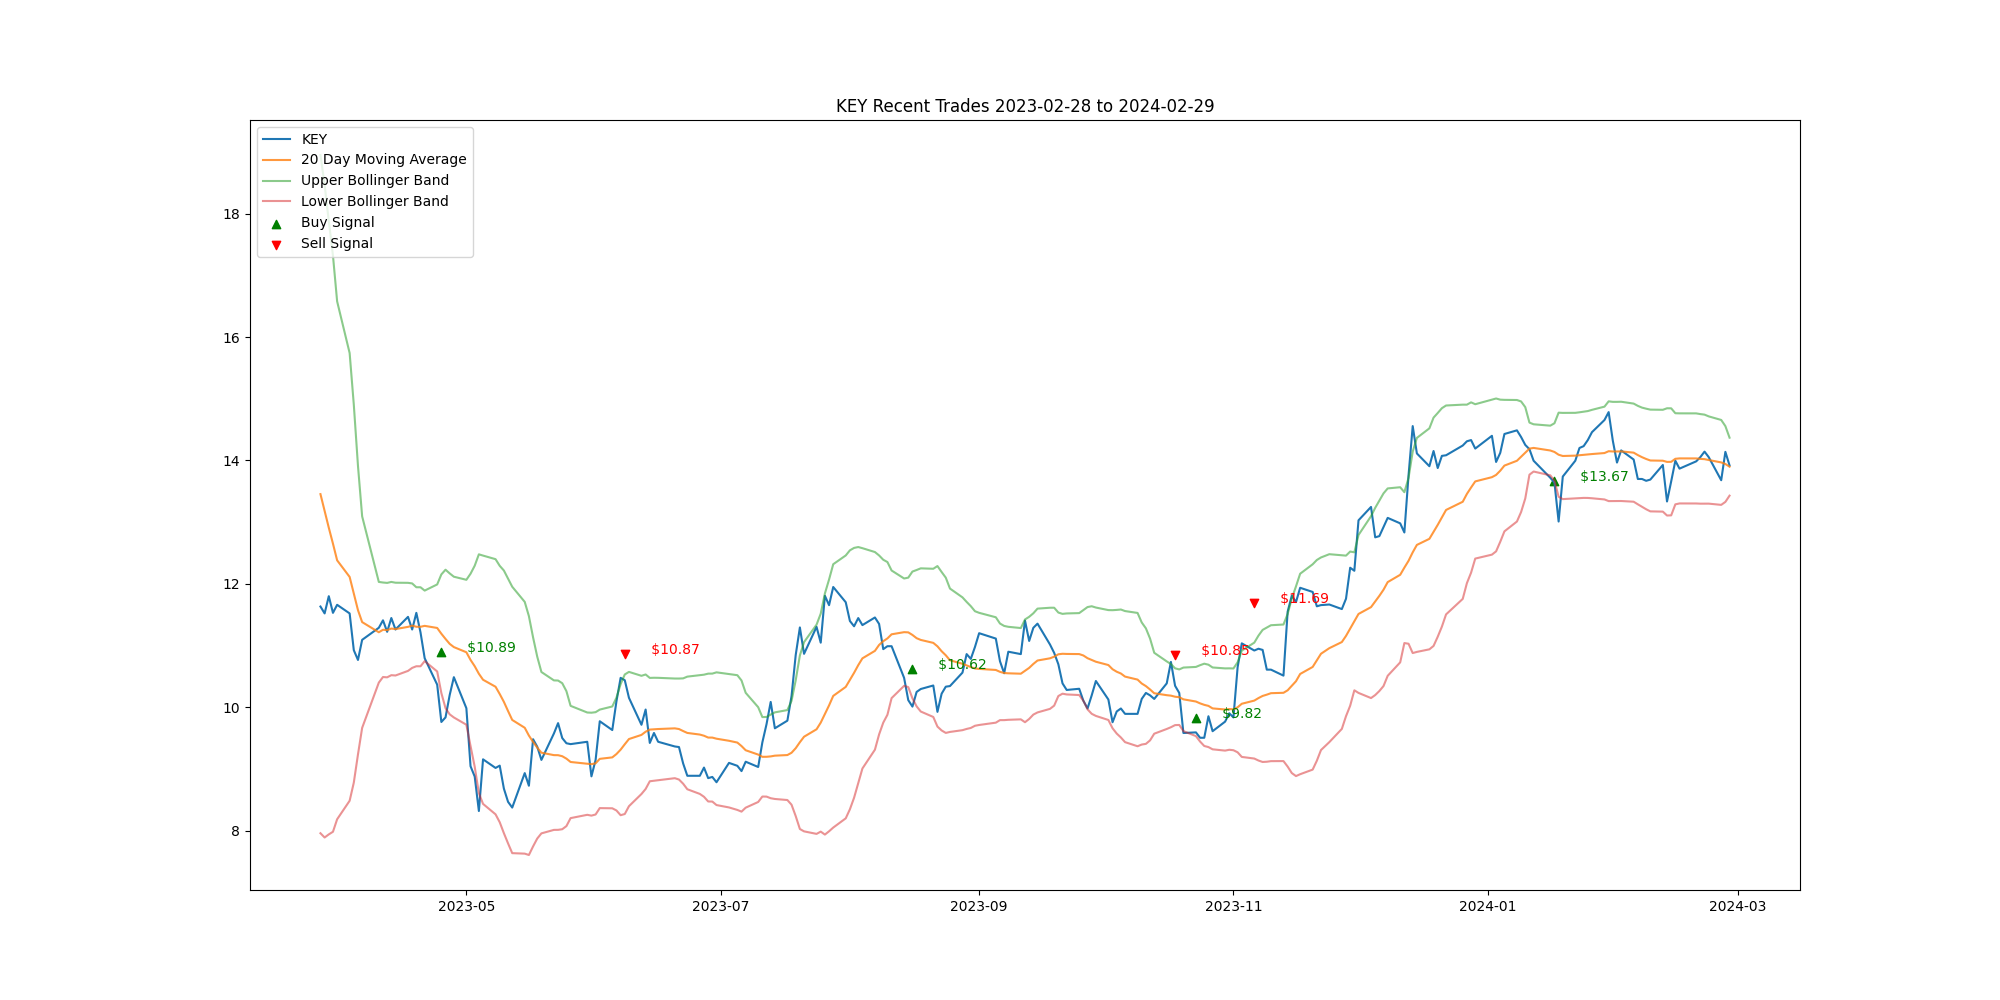 KEY Recent Trades 2023-02-28 to 2024-02-29
KEY
20 Day Moving Average
Upper Bollinger Band
Lower Bollinger Band
Buy Signal
Sell Signal
18
16
14
12
10
8
$10.89
$10.87
$10.62
$10.85
$9.82
$11.69
$13.67
2023-05
2023-07
2023-09
2023-11
2024-01
2024-03